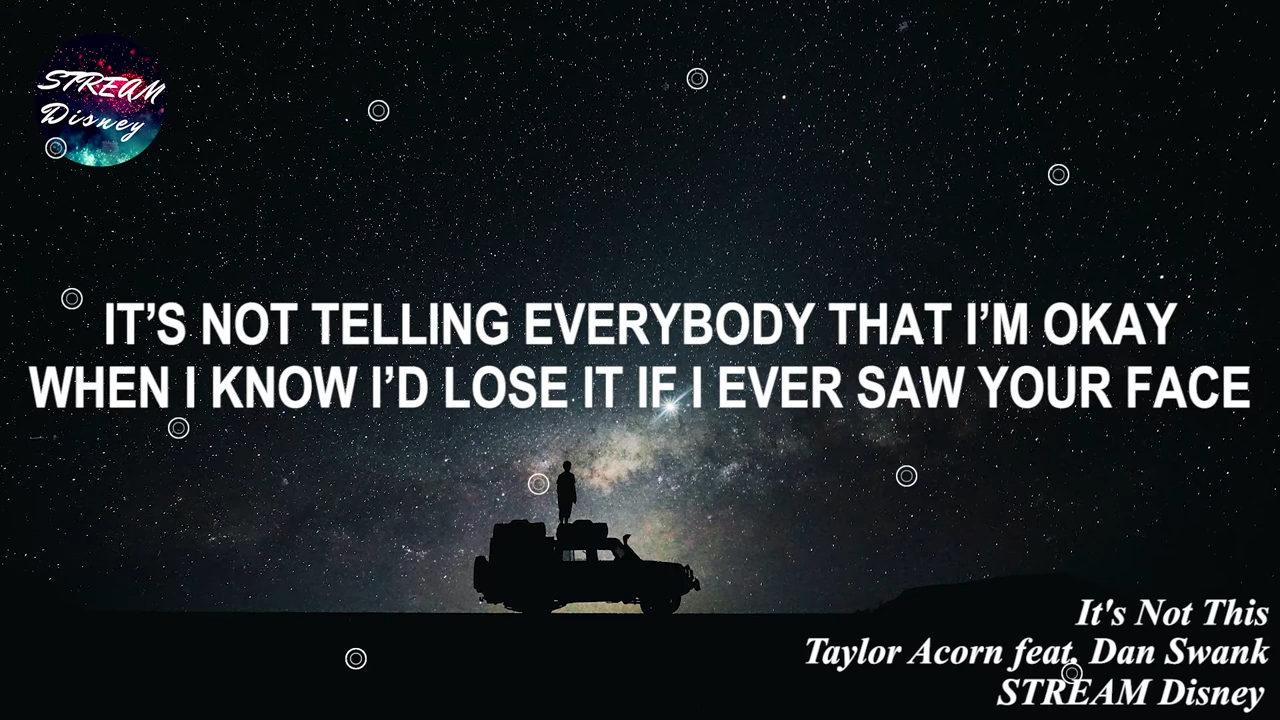 STREAM
Disney
IT’S NOT TELLING EVERYBODY THAT I’M OKAY
WHEN I KNOW I’D LOSE IT IF I EVER SAW YOUR FACE
It's Not This
Taylor Acorn feat. Dan Swank
STREAM Disney